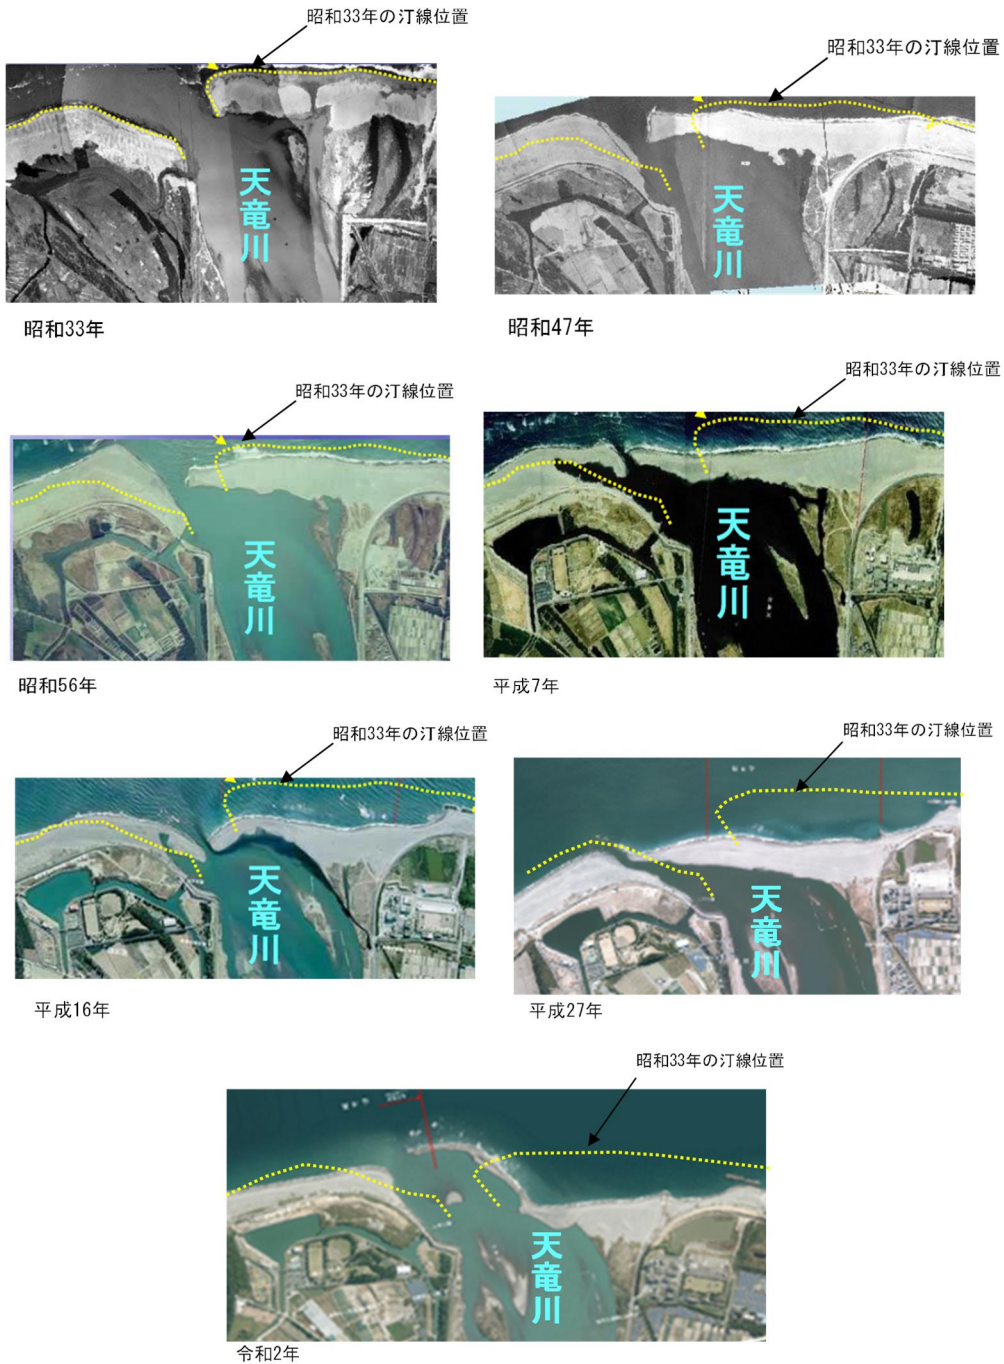 昭和33年の汀線位置
天竜川
昭和33年
昭和33年の汀線位置
天竜川
昭和47年
昭和33年の汀線位置
天竜川
昭和56年
昭和33年の汀線位置
天竜川
平成7年
昭和33年の汀線位置
天竜川
平成16年
昭和33年の汀線位置
天竜川
平成27年
昭和33年の汀線位置
天竜川
令和2年